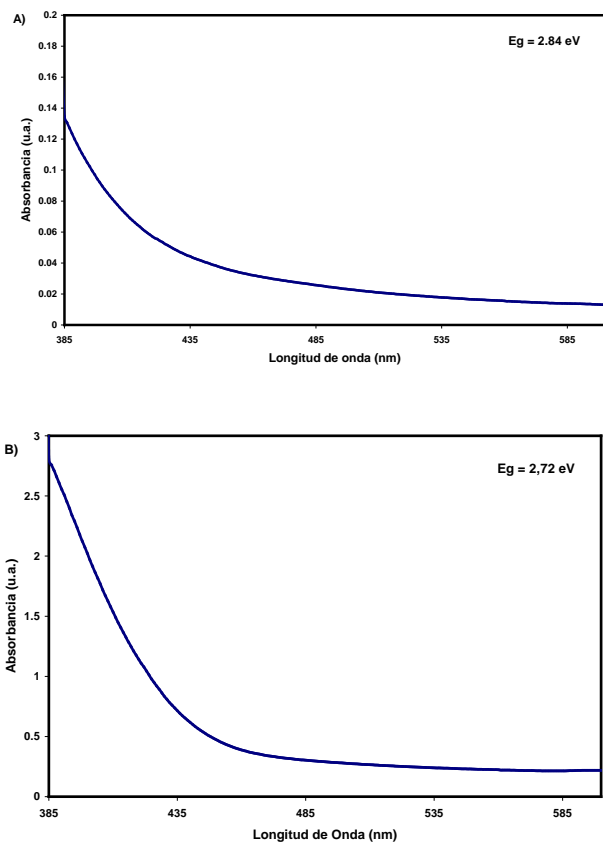 A)
Eg = 2.84 eV
Absorbancia (u.a.)
0.2
0.18
0.16
0.14
0.12
0.1
0.08
0.06
0.04
0.02
0
385 435 485 535 585
Longitud de onda (nm)
B)
Eg = 2,72 eV
Absorbancia (u.a.)
3
2.5
2
1.5
1
0.5
0
385 435 485 535 585
Longitud de Onda (nm)